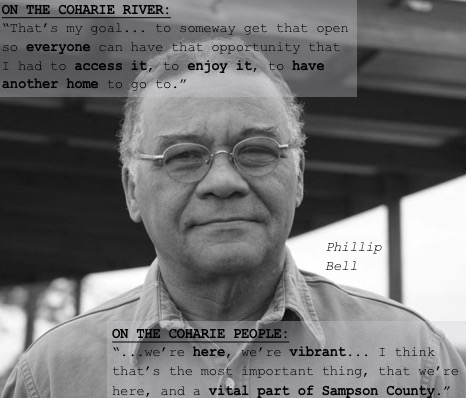 ON THE COHARIE RIVER:
“That’s my goal... to someway get that open
so everyone can have that opportunity that
I had to access it, to enjoy it, to have
another home to go to.”
Phillip
Bell
ON THE COHARIE PEOPLE:
“...we’re here, we’re vibrant... I think
that’s the most important thing, that we’re
here, and a vital part of Sampson County.”